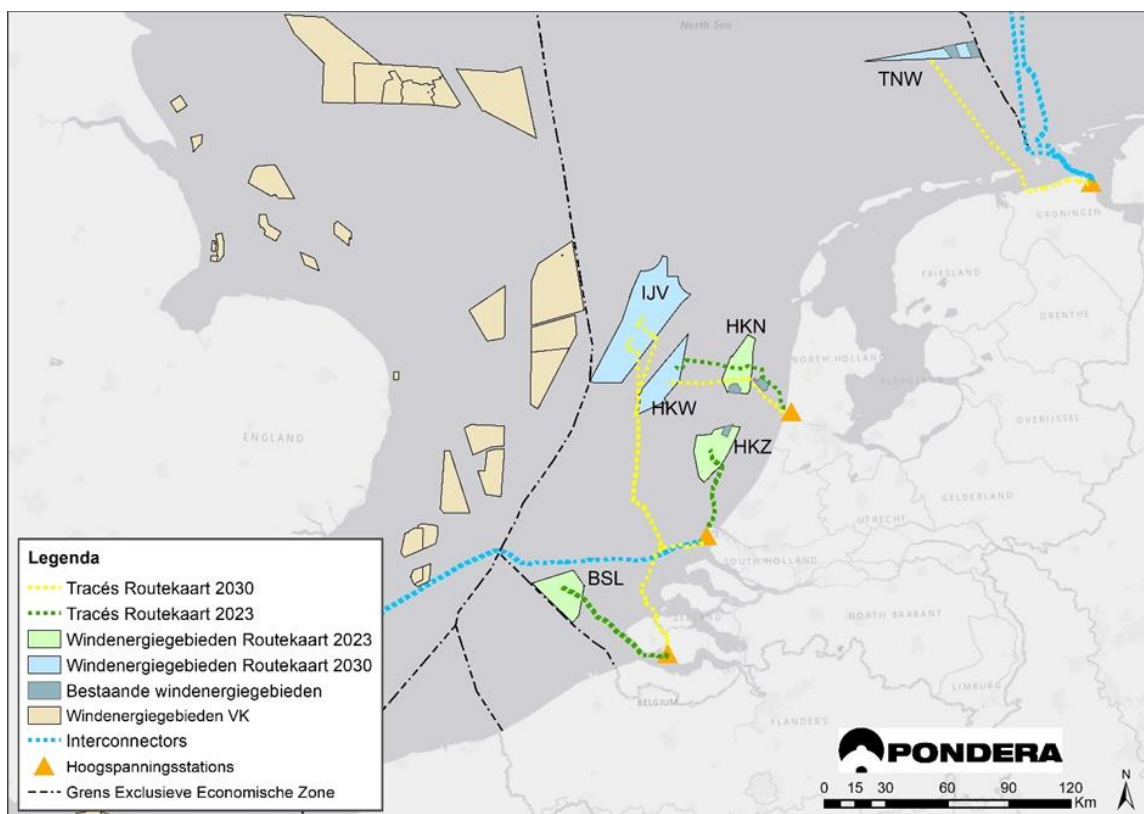 North Sea
TNW
GRONINGEN
FRIESLAND
DRENTHE
IJV
HKN
NORTH HOLLAND
FLEVOLAND
HKW
OVERIJSSEL
ENGLAND
HKZ
GELDERLAND
UTRECHT
SOUTH HOLLAND
BSL
NORTH BRABANT
ZEELAND
LIMBURG
BELGIUM
FLANDERS
Legenda
Tracés Routekaart 2030
Tracés Routekaart 2023
Windenergiegebieden Routekaart 2023
Windenergiegebieden Routekaart 2030
Bestaande windenergiegebieden
Windenergiegebieden VK
Interconnectors
Hoogspanningsstations
Grens Exclusieve Economische Zone
PONDERA
N
0 15 30 60 90 120
Km